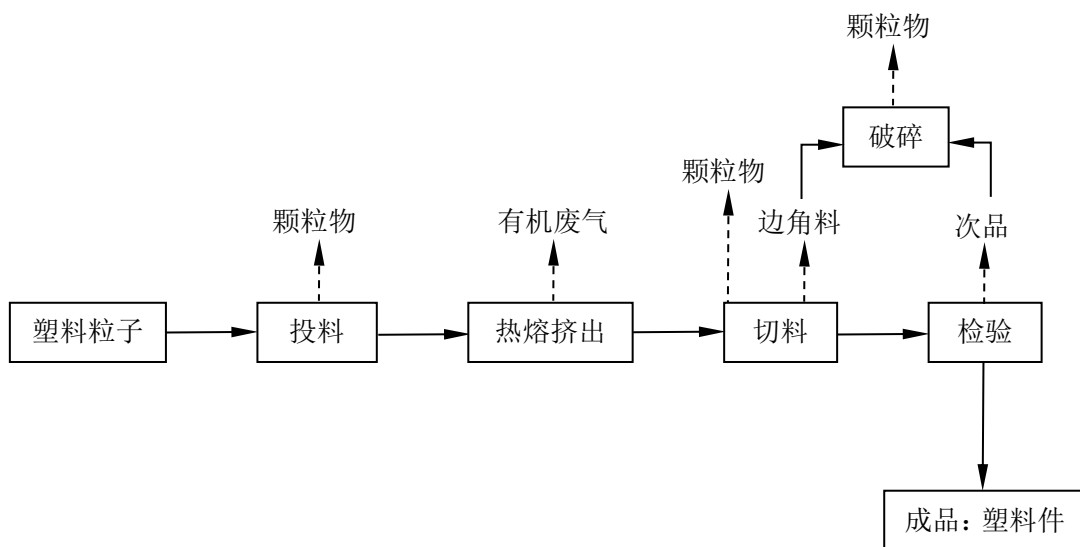 颗粒物
破碎
颗粒物
颗粒物
有机废气
边角料
次品
塑料粒子
投料
热熔挤出
切料
检验
成品：塑料件